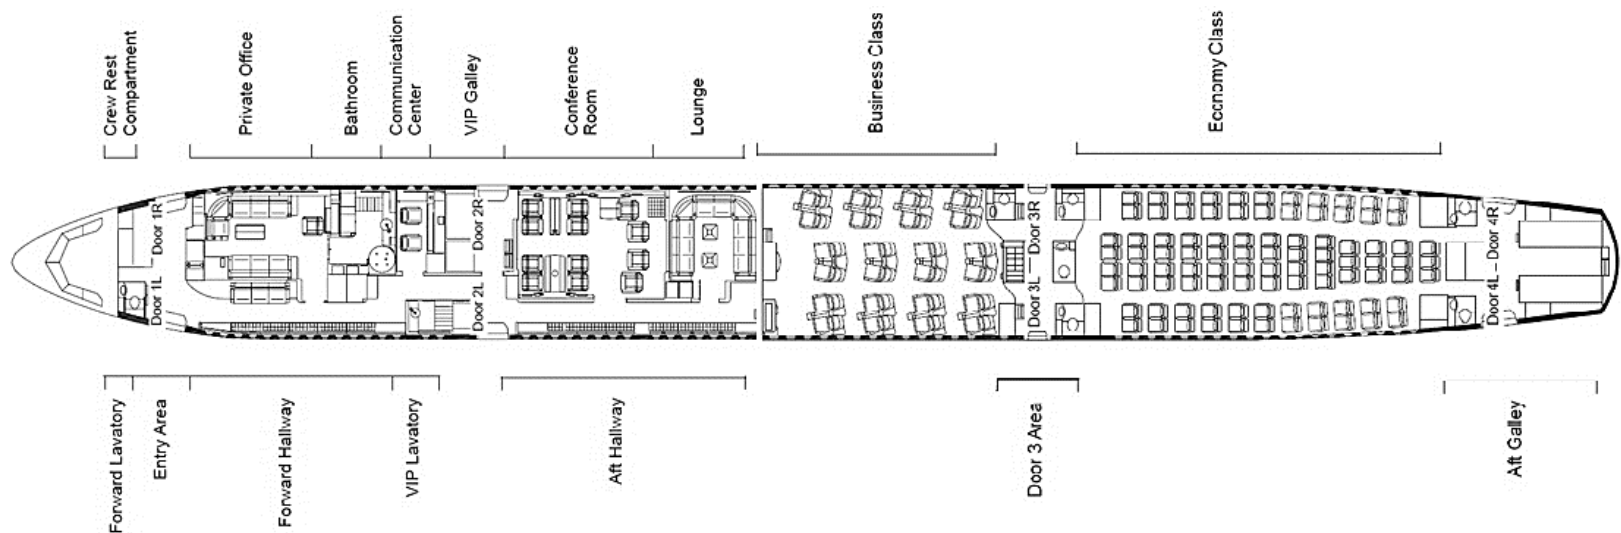 Crew Rest
Compartment
Private Office
Bathroom
Communication
Center
VIP Galley
Conference
Room
Lounge
Business Class
Economy Class
Door 1R
Door 2R
Door 3R
Door 4R
Door 1L
Door 2L
Door 3L
Door 4L
Forward Lavatory
Entry Area
Forward Hallway
VIP Lavatory
Aft Hallway
Door 3 Area
Aft Galley